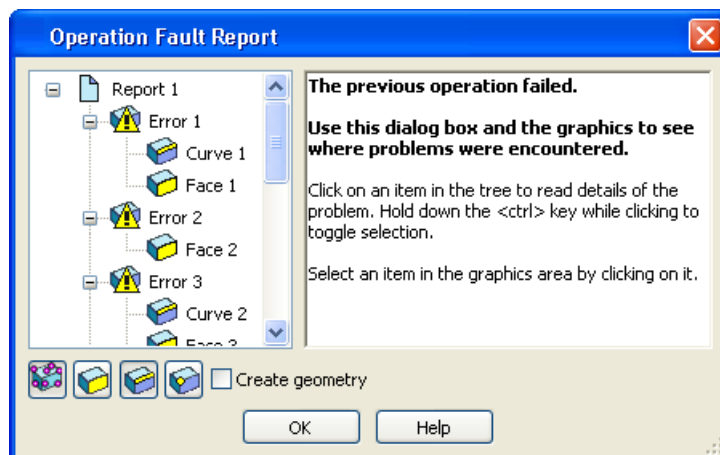 Operation Fault Report
Report 1
Error 1
Curve 1
Face 1
Error 2
Face 2
Error 3
Curve 2
Face 3
The previous operation failed.
Use this dialog box and the graphics to see
where problems were encountered.
Click on an item in the tree to read details of the
problem. Hold down the <ctrl> key while clicking to
toggle selection.
Select an item in the graphics area by clicking on it.
Create geometry
OK
Help